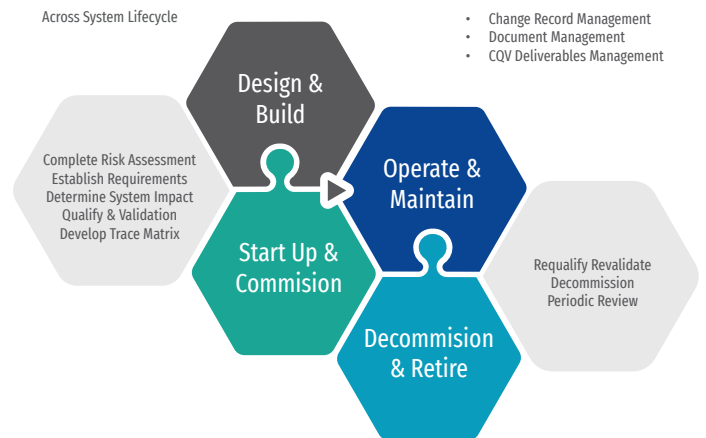 Across System Lifecycle
• Change Record Management
• Document Management
• CQV Deliverables Management
Design &
Build
Complete Risk Assessment
Establish Requirements
Determine System Impact
Qualify & Validation
Develop Trace Matrix
Operate &
Maintain
Start Up &
Commision
Requalify Revalidate
Decommission
Periodic Review
Decommision
& Retire